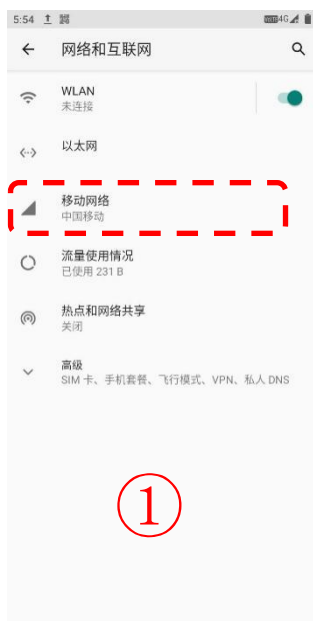 5:54
4G
网络和互联网
WLAN
未连接
以太网
移动网络
中国移动
流量使用情况
已使用 231 B
热点和网络共享
关闭
高级
SIM 卡、手机套餐、飞行模式、VPN、私人 DNS
①